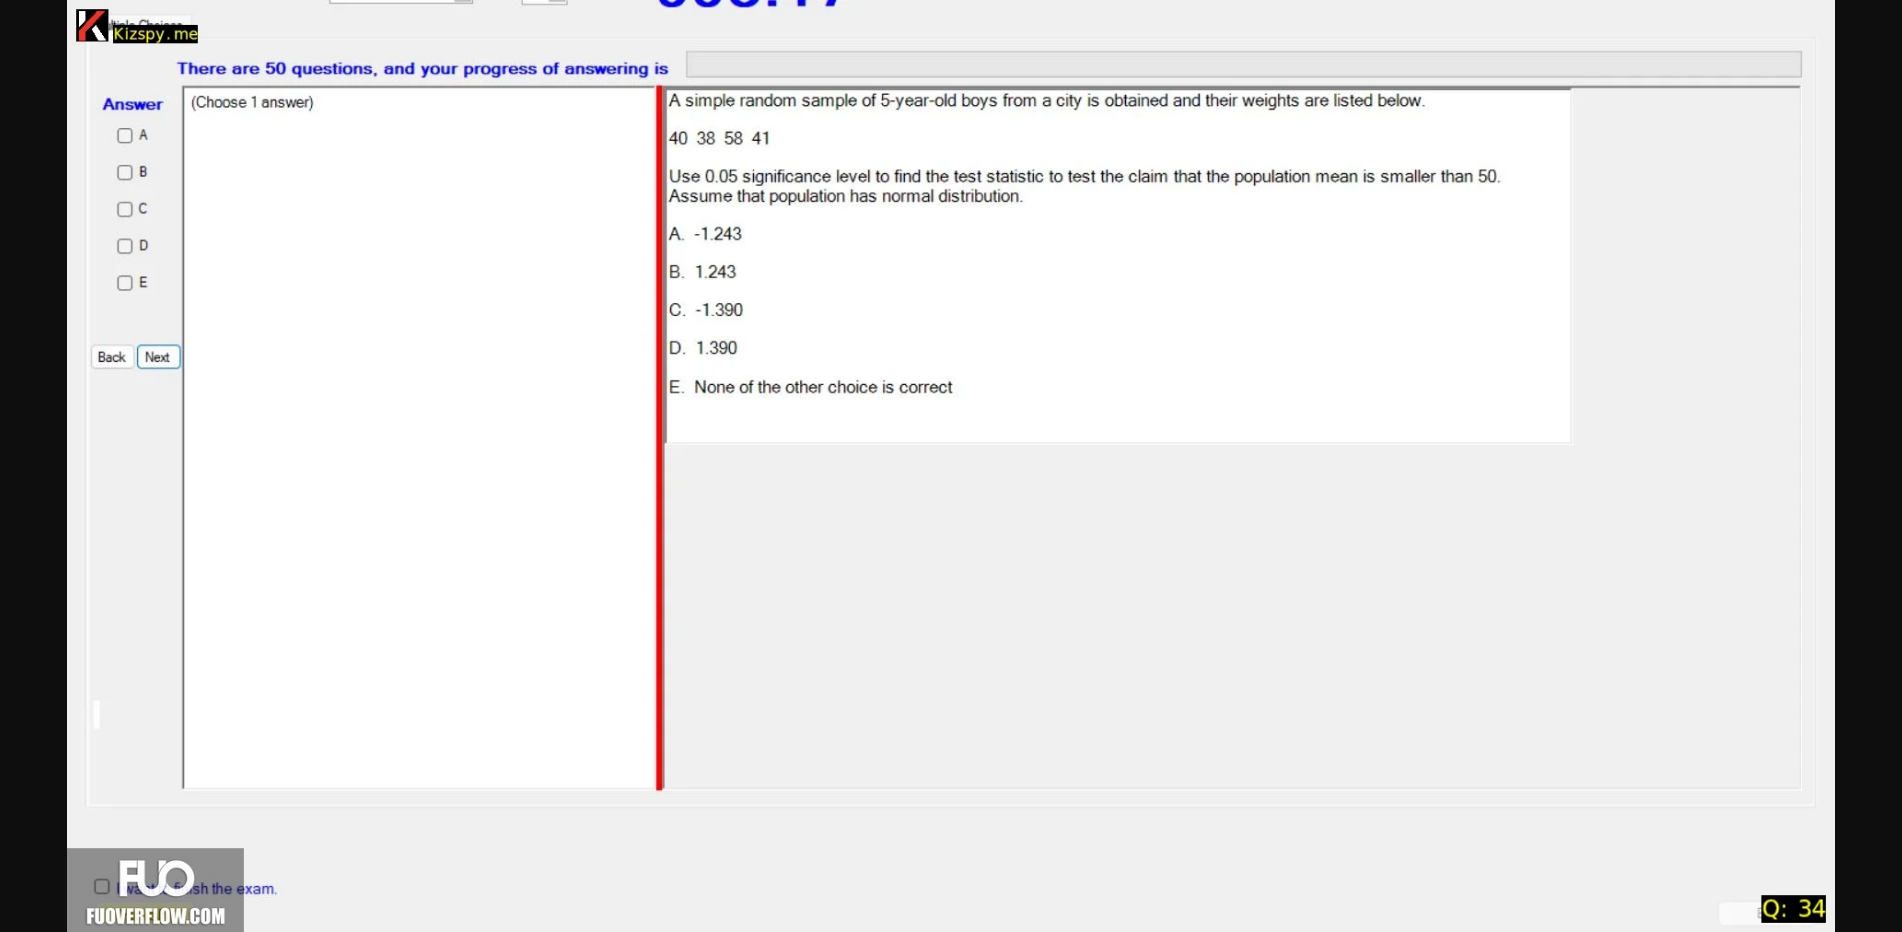 Kizspy.me
There are 50 questions, and your progress of answering is
Answer
(Choose 1 answer)
A
B
C
D
E
Back Next
A simple random sample of 5-year-old boys from a city is obtained and their weights are listed below.
40 38 58 41
Use 0.05 significance level to find the test statistic to test the claim that the population mean is smaller than 50.
Assume that population has normal distribution.
A. -1.243
B. 1.243
C. -1.390
D. 1.390
E. None of the other choice is correct
FUO
finish the exam.
FUOVERFLOW.COM
Q: 34